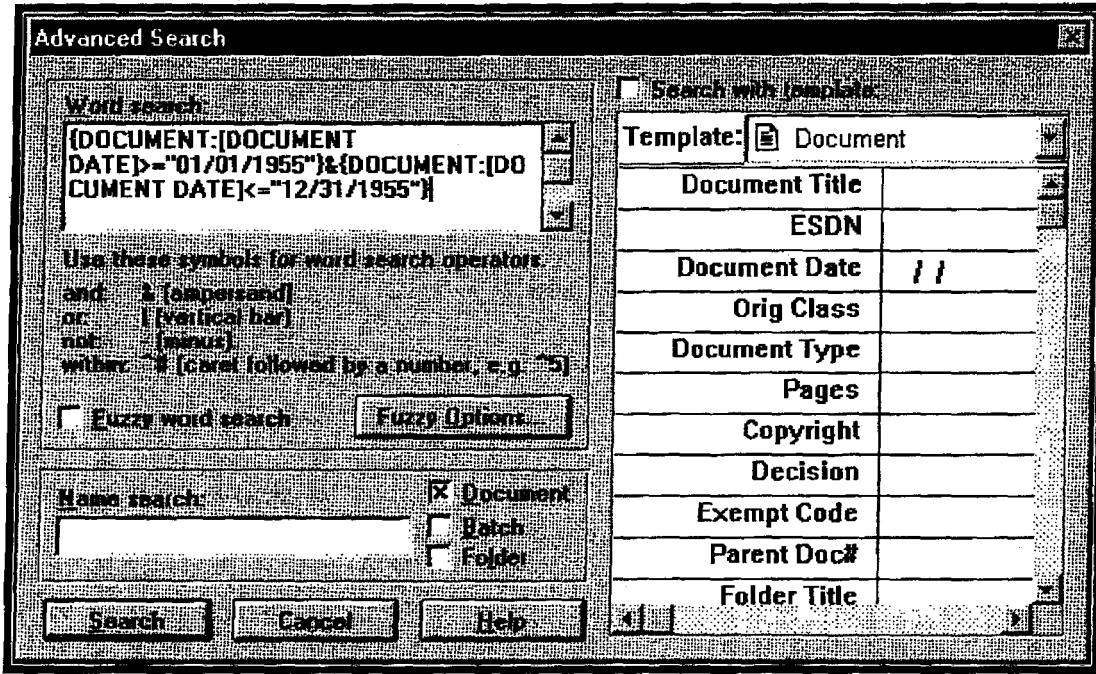 Advanced Search
Word search:
{DOCUMENT:[DOCUMENT
DATE]>="01/01/1955"}&{DOCUMENT:[DO
CUMENT DATE]<="12/31/1955"}
Use these symbols for word search operators
and: & [ampersand]
or: | [vertical bar]
not: - [minus]
within: ^# [caret followed by a number, e.g. ^5]
Fuzzy word search
Fuzzy Options...
Name search:
Document
Batch
Folder
Search
Cancel
Help
Search with template:
Template: Document
Document Title
ESDN
Document Date / /
Orig Class
Document Type
Pages
Copyright
Decision
Exempt Code
Parent Doc#
Folder Title